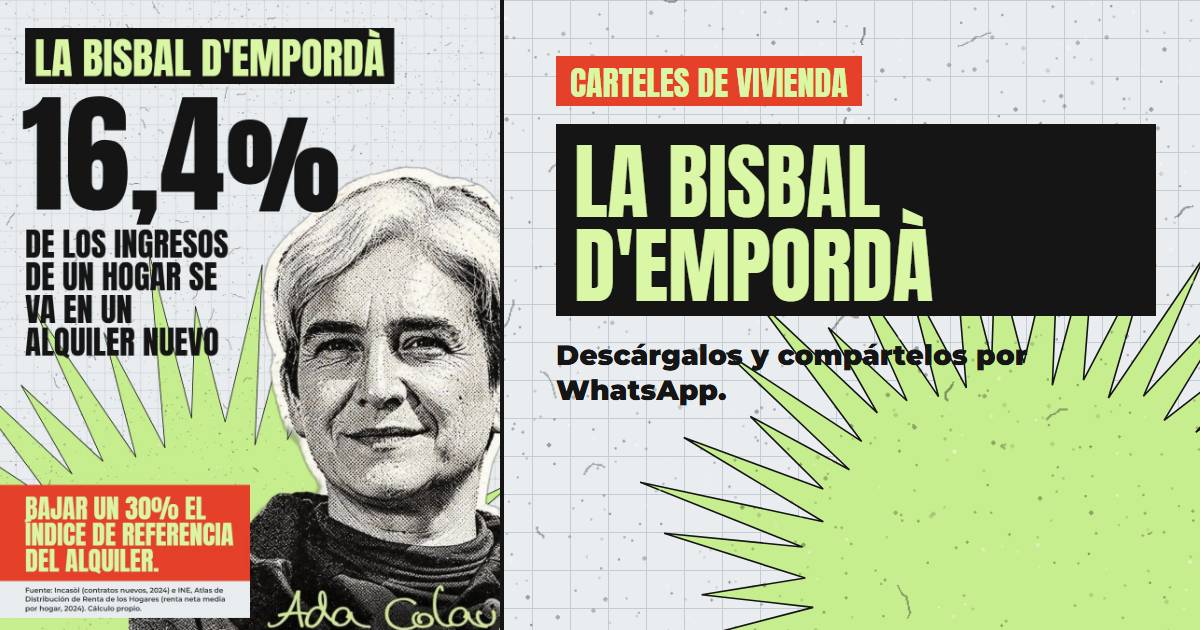 LA BISBAL D'EMPORDÀ
16,4%
DE LOS INGRESOS
DE UN HOGAR SE
VA EN UN
ALQUILER NUEVO
BAJAR UN 30% EL
ÍNDICE DE REFERENCIA
DEL ALQUILER.
Fuente: Incasòl (contratos nuevos, 2024) e INE, Atlas de
Distribución de Renta de los Hogares (renta neta media
por hogar, 2024). Cálculo propio.
Ada Colau
CARTELES DE VIVIENDA
LA BISBAL
D'EMPORDÀ
Descárgalos y compártelos por
WhatsApp.